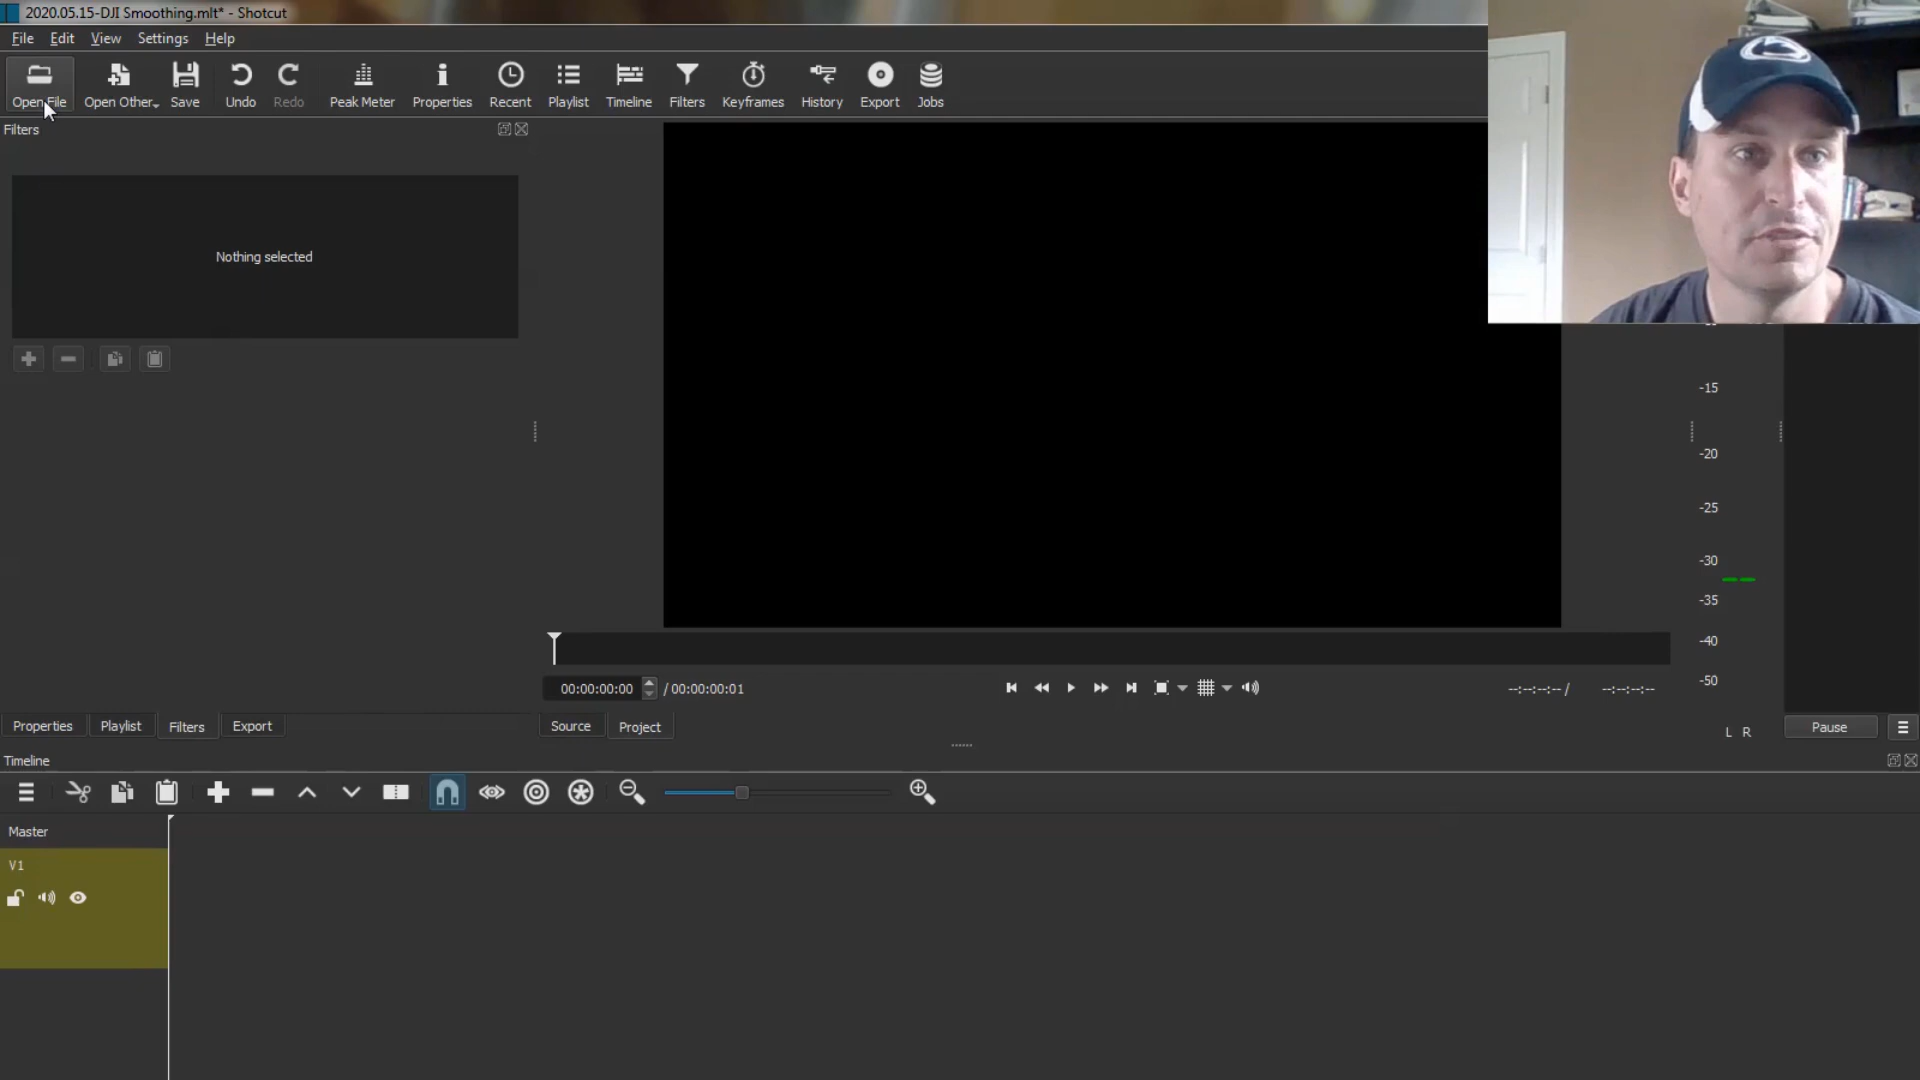 2020.05.15-DJI Smoothing.mlt* - Shotcut
File Edit View Settings Help
Open File Open Other Save Undo Redo Peak Meter Properties Recent Playlist Timeline Filters Keyframes History Export Jobs
Filters
Nothing selected
-15
-20
-25
-30
-35
-40
-50
00:00:00:00 / 00:00:00:01 --:--:--:-- / --:--:--:--
Properties Playlist Filters Export Source Project L R Pause
Timeline
Master
V1